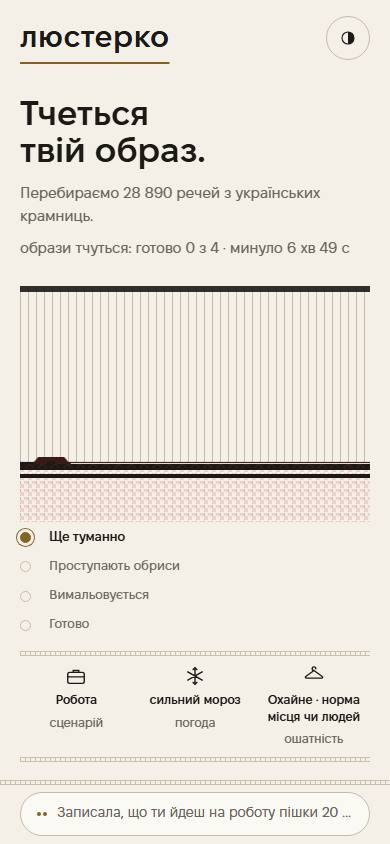 люстерко
Тчеться
твій образ.
Перебираємо 28 890 речей з українських
крамниць.
образи тчуться: готово 0 з 4 · минуло 6 хв 49 с
Ще туманно
Проступають обриси
Вимальовується
Готово
Робота
сценарій
сильний мороз
погода
Охайне · норма
місця чи людей
ошатність
Записала, що ти йдеш на роботу пішки 20 ...